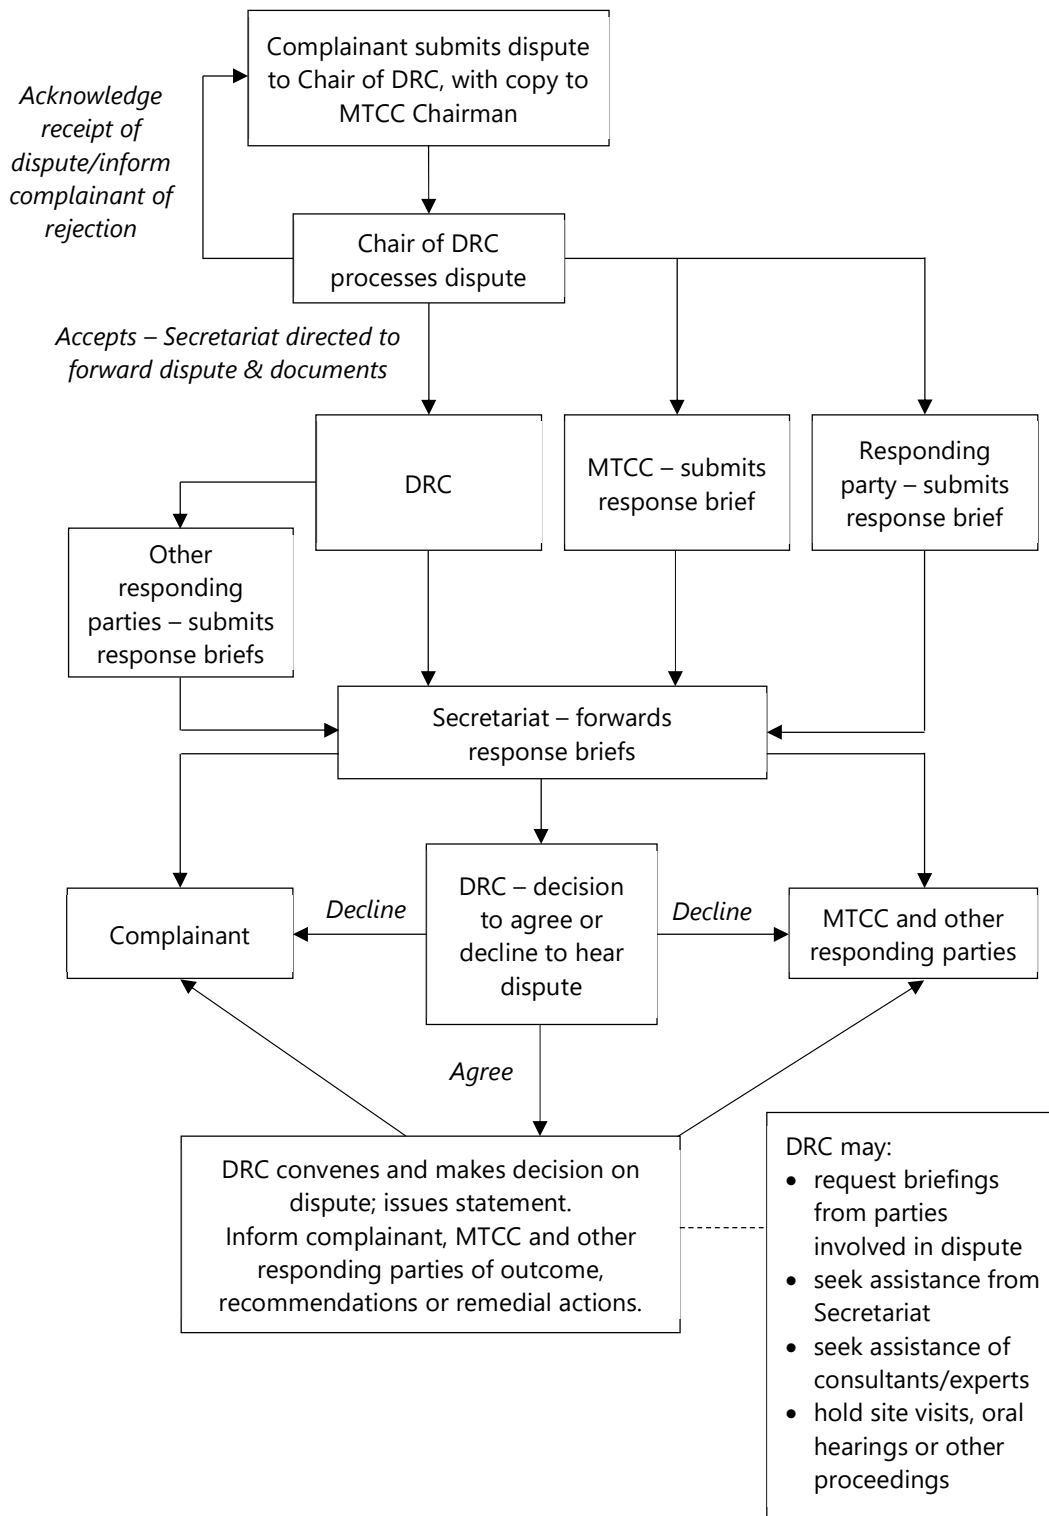 Complainant submits dispute
to Chair of DRC, with copy to
MTCC Chairman
Acknowledge
receipt of
dispute/inform
complainant of
rejection
Chair of DRC
processes dispute
Accepts – Secretariat directed to
forward dispute & documents
DRC
MTCC – submits
response brief
Responding
party – submits
response brief
Other
responding
parties – submits
response briefs
Secretariat – forwards
response briefs
Complainant
Decline
DRC – decision
to agree or
decline to hear
dispute
Decline
MTCC and other
responding parties
Agree
DRC convenes and makes decision on
dispute; issues statement.
Inform complainant, MTCC and other
responding parties of outcome,
recommendations or remedial actions.
DRC may:
• request briefings
from parties
involved in dispute
• seek assistance from
Secretariat
• seek assistance of
consultants/experts
• hold site visits, oral
hearings or other
proceedings